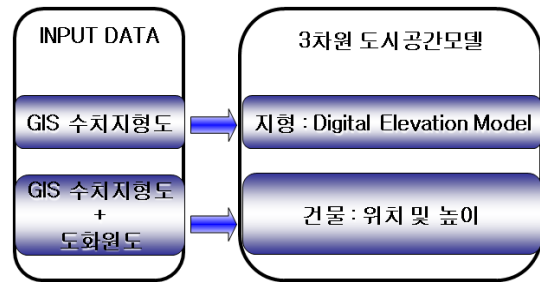 INPUT DATA
GIS 수치지형도
GIS 수치지형도
+
도화원도
3차원 도시공간모델
지형 : Digital Elevation Model
건물 : 위치 및 높이